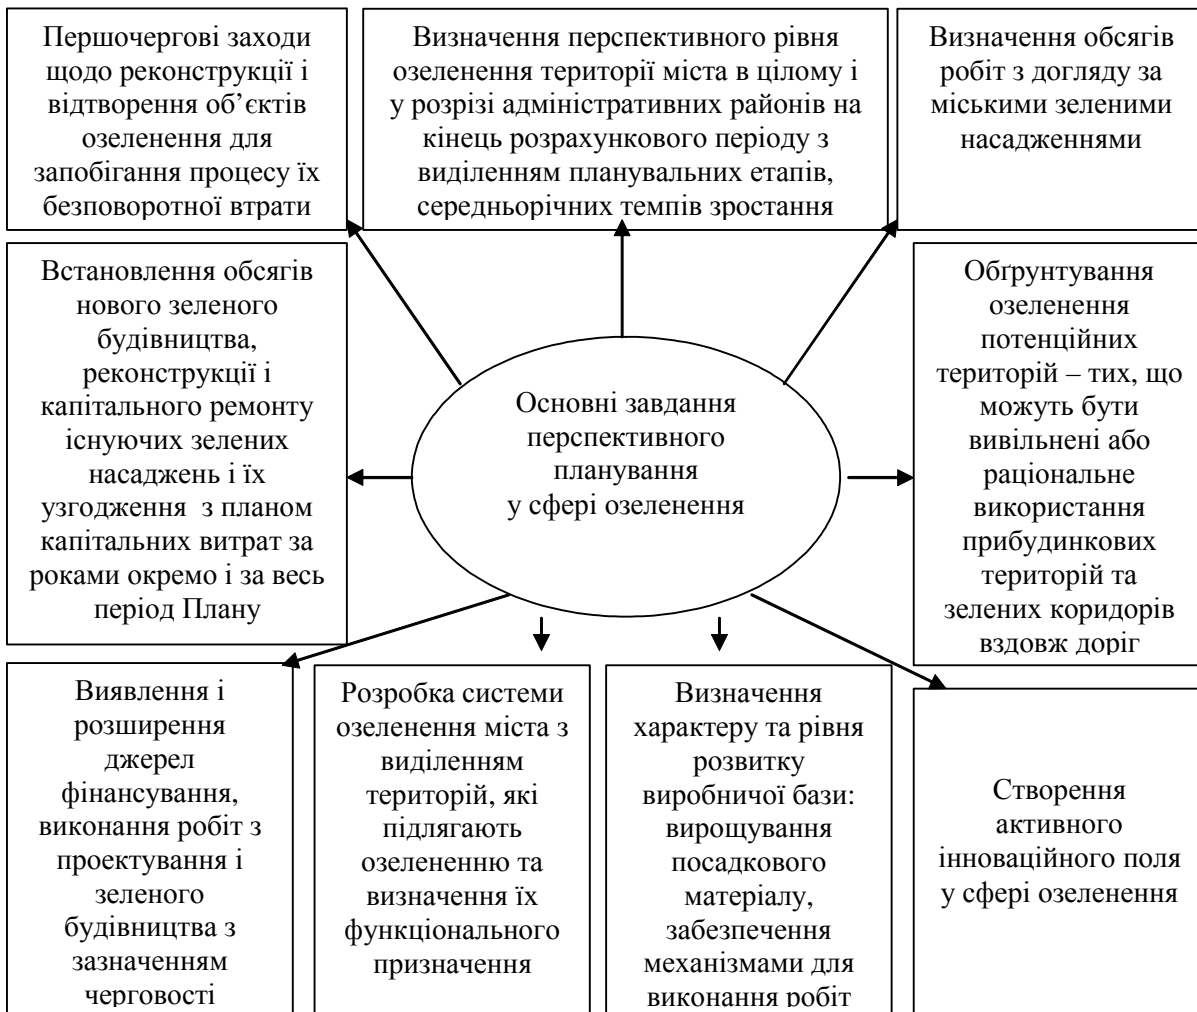 Першочергові заходи
щодо реконструкції і
відтворення об’єктів
озеленення для
запобігання процесу їх
безповоротної втрати
Визначення перспективного рівня
озеленення території міста в цілому і
у розрізі адміністративних районів на
кінець розрахункового періоду з
виділенням планувальних етапів,
середньорічних темпів зростання
Визначення обсягів
робіт з догляду за
міськими зеленими
насадженнями
Встановлення обсягів
нового зеленого
будівництва,
реконструкції і
капітального ремонту
існуючих зелених
насаджень і їх
узгодження з планом
капітальних витрат за
роками окремо і за весь
період Плану
Основні завдання
перспективного
планування
у сфері озеленення
Обґрунтування
озеленення
потенційних
територій – тих, що
можуть бути
вивільнені або
раціональне
використання
прибудинкових
територій та
зелених коридорів
вздовж доріг
Виявлення і
розширення
джерел
фінансування,
виконання робіт з
проектування і
зеленого
будівництва з
зазначенням
черговості
Розробка системи
озеленення міста з
виділенням
територій, які
підлягають
озелененню та
визначення їх
функціонального
призначення
Визначення
характеру та рівня
розвитку
виробничої бази:
вирощування
посадкового
матеріалу,
забезпечення
механізмами для
виконання робіт
Створення
активного
інноваційного поля
у сфері озеленення